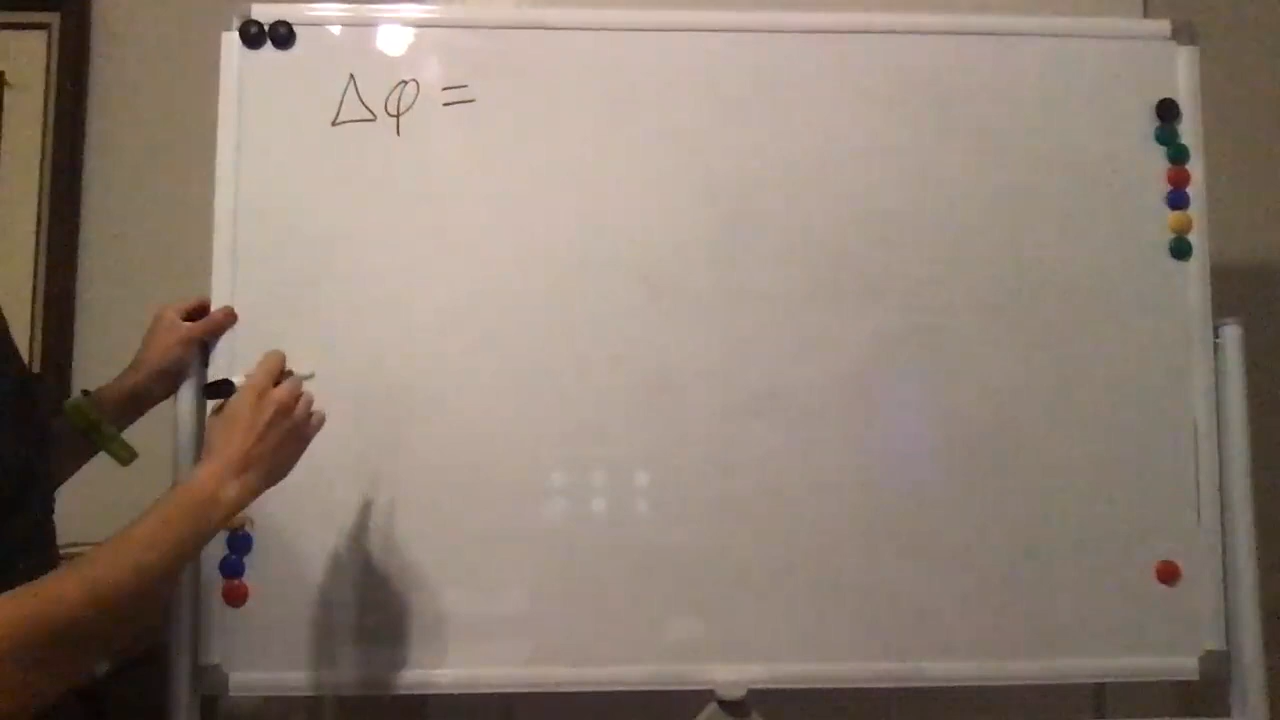 Δφ =